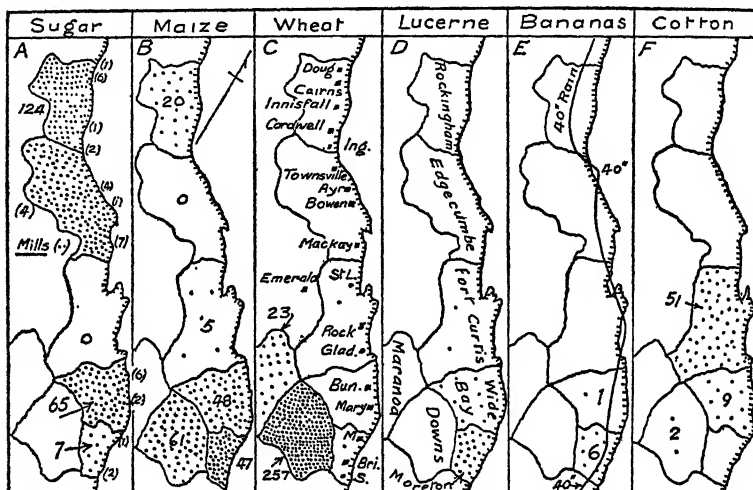 Sugar
Maize
Wheat
Lucerne
Bananas
Cotton
A
(1)
(6)
124
(1)
(2)
(4)
(1)
(4)
(7)
Mills (..)
0
(6)
65
(2)
7
(1)
(2)
B
20
0
5
48
61
47
C
Doug
Cairns
Innisfail
Cardwell
Ing.
Townsville
Ayr
Bowen
Mackay
Emerald
St L.
23
Rock
Glad.
Bun.
Mary
M.
Bri.
257
S.
D
Rockingham
Edgecumbe
Port Curtis
Maranoa
Wide Bay
Downs
Moreton
E
40" Rain
40"
1
6
40"
F
51
9
2